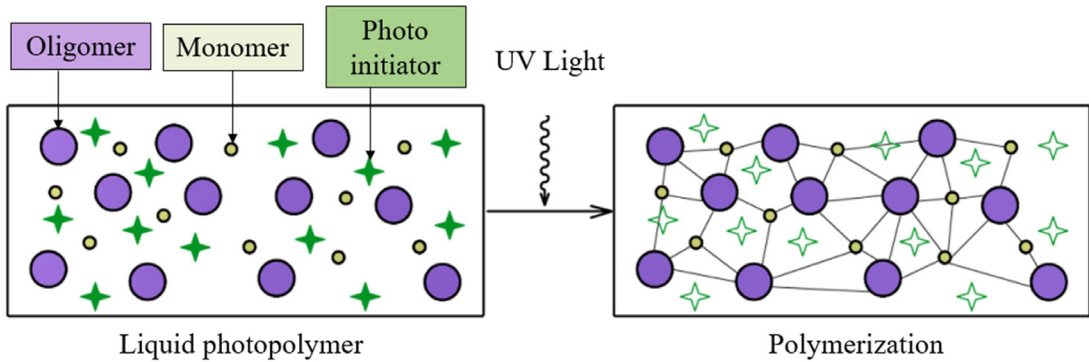 Oligomer
Monomer
Photo
initiator
UV Light
Liquid photopolymer
Polymerization